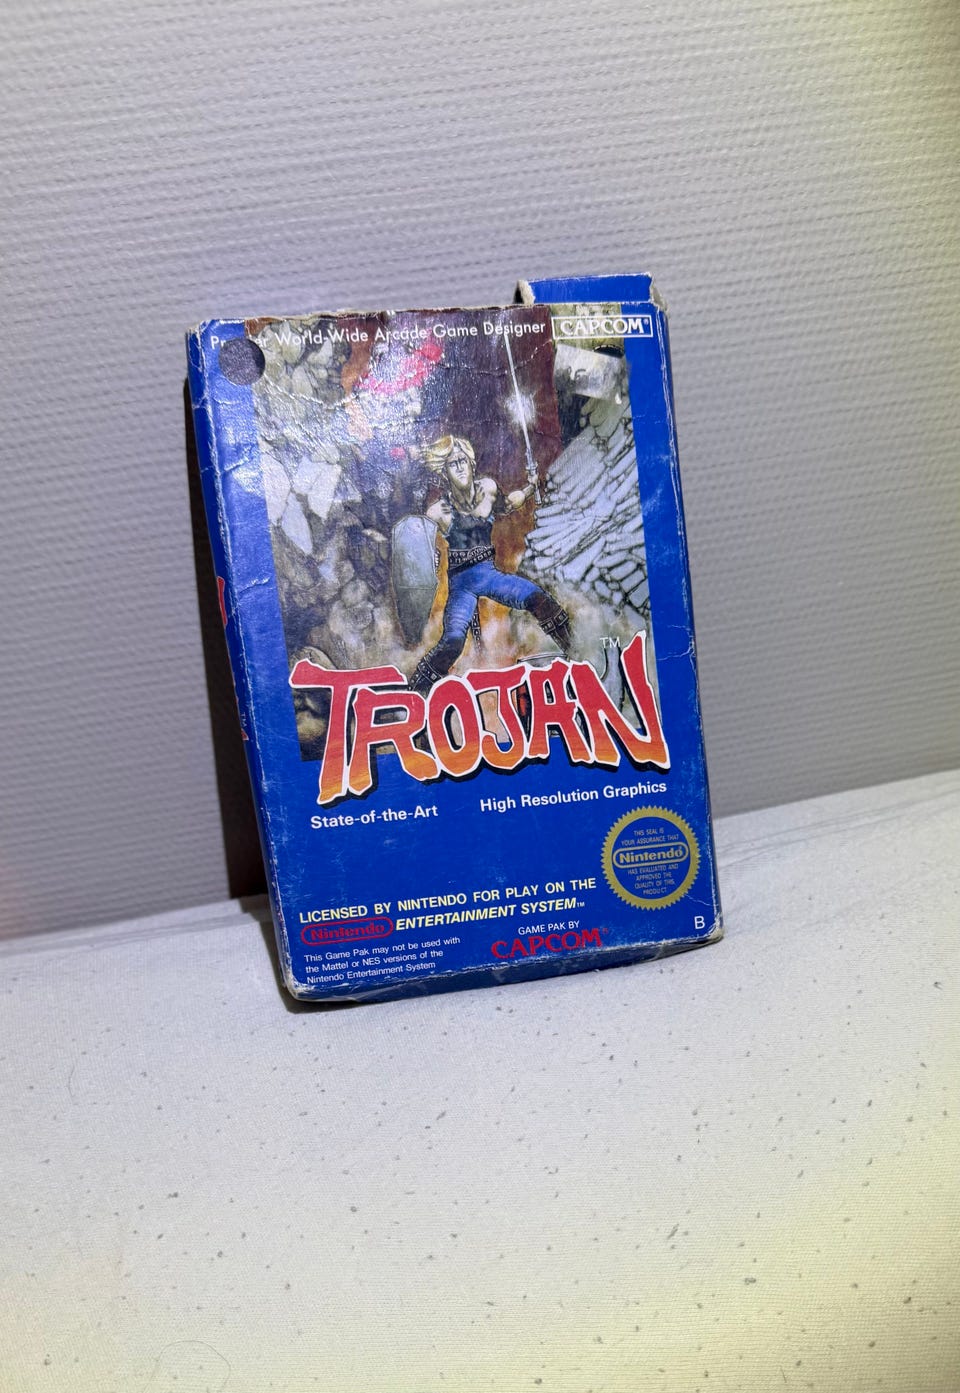 World-Wide Arcade Game Designer CAPCOM®
TROJAN™
State-of-the-Art High Resolution Graphics
THIS SEAL IS
YOUR ASSURANCE THAT
Nintendo®
HAS EVALUATED AND
APPROVED THE
QUALITY OF THIS
PRODUCT
LICENSED BY NINTENDO FOR PLAY ON THE
Nintendo ENTERTAINMENT SYSTEM™
GAME PAK BY
CAPCOM®
B
This Game Pak may not be used with
the Mattel or NES versions of the
Nintendo Entertainment System
TM